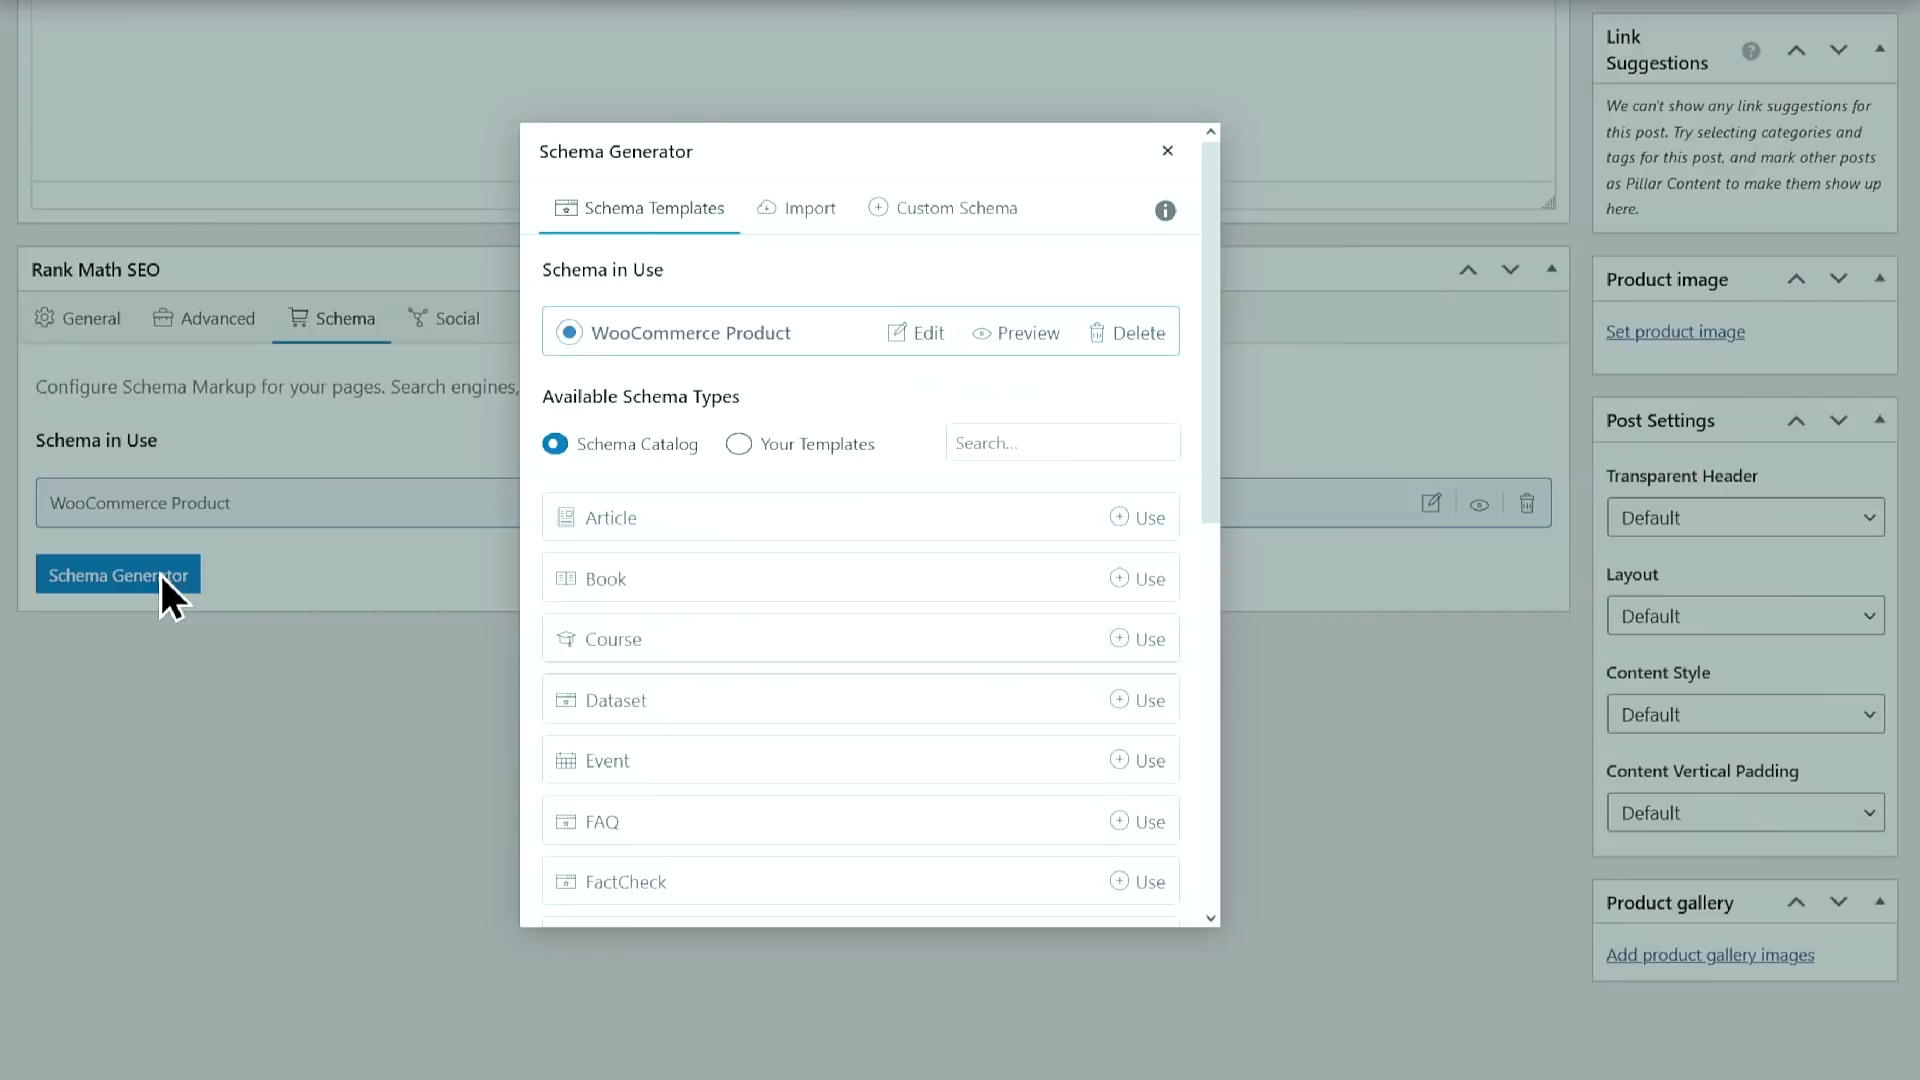 Link
Suggestions
We can't show any link suggestions for
this post. Try selecting categories and
tags for this post, and mark other posts
as Pillar Content to make them show up
here.
Rank Math SEO
General
Advanced
Schema
Social
Configure Schema Markup for your pages. Search engines,
Schema in Use
WooCommerce Product
Schema Generator
Schema Generator
Schema Templates
Import
Custom Schema
Schema in Use
WooCommerce Product
Edit
Preview
Delete
Available Schema Types
Schema Catalog
Your Templates
Search...
Article
Use
Book
Use
Course
Use
Dataset
Use
Event
Use
FAQ
Use
FactCheck
Use
Product image
Set product image
Post Settings
Transparent Header
Default
Layout
Default
Content Style
Default
Content Vertical Padding
Default
Product gallery
Add product gallery images